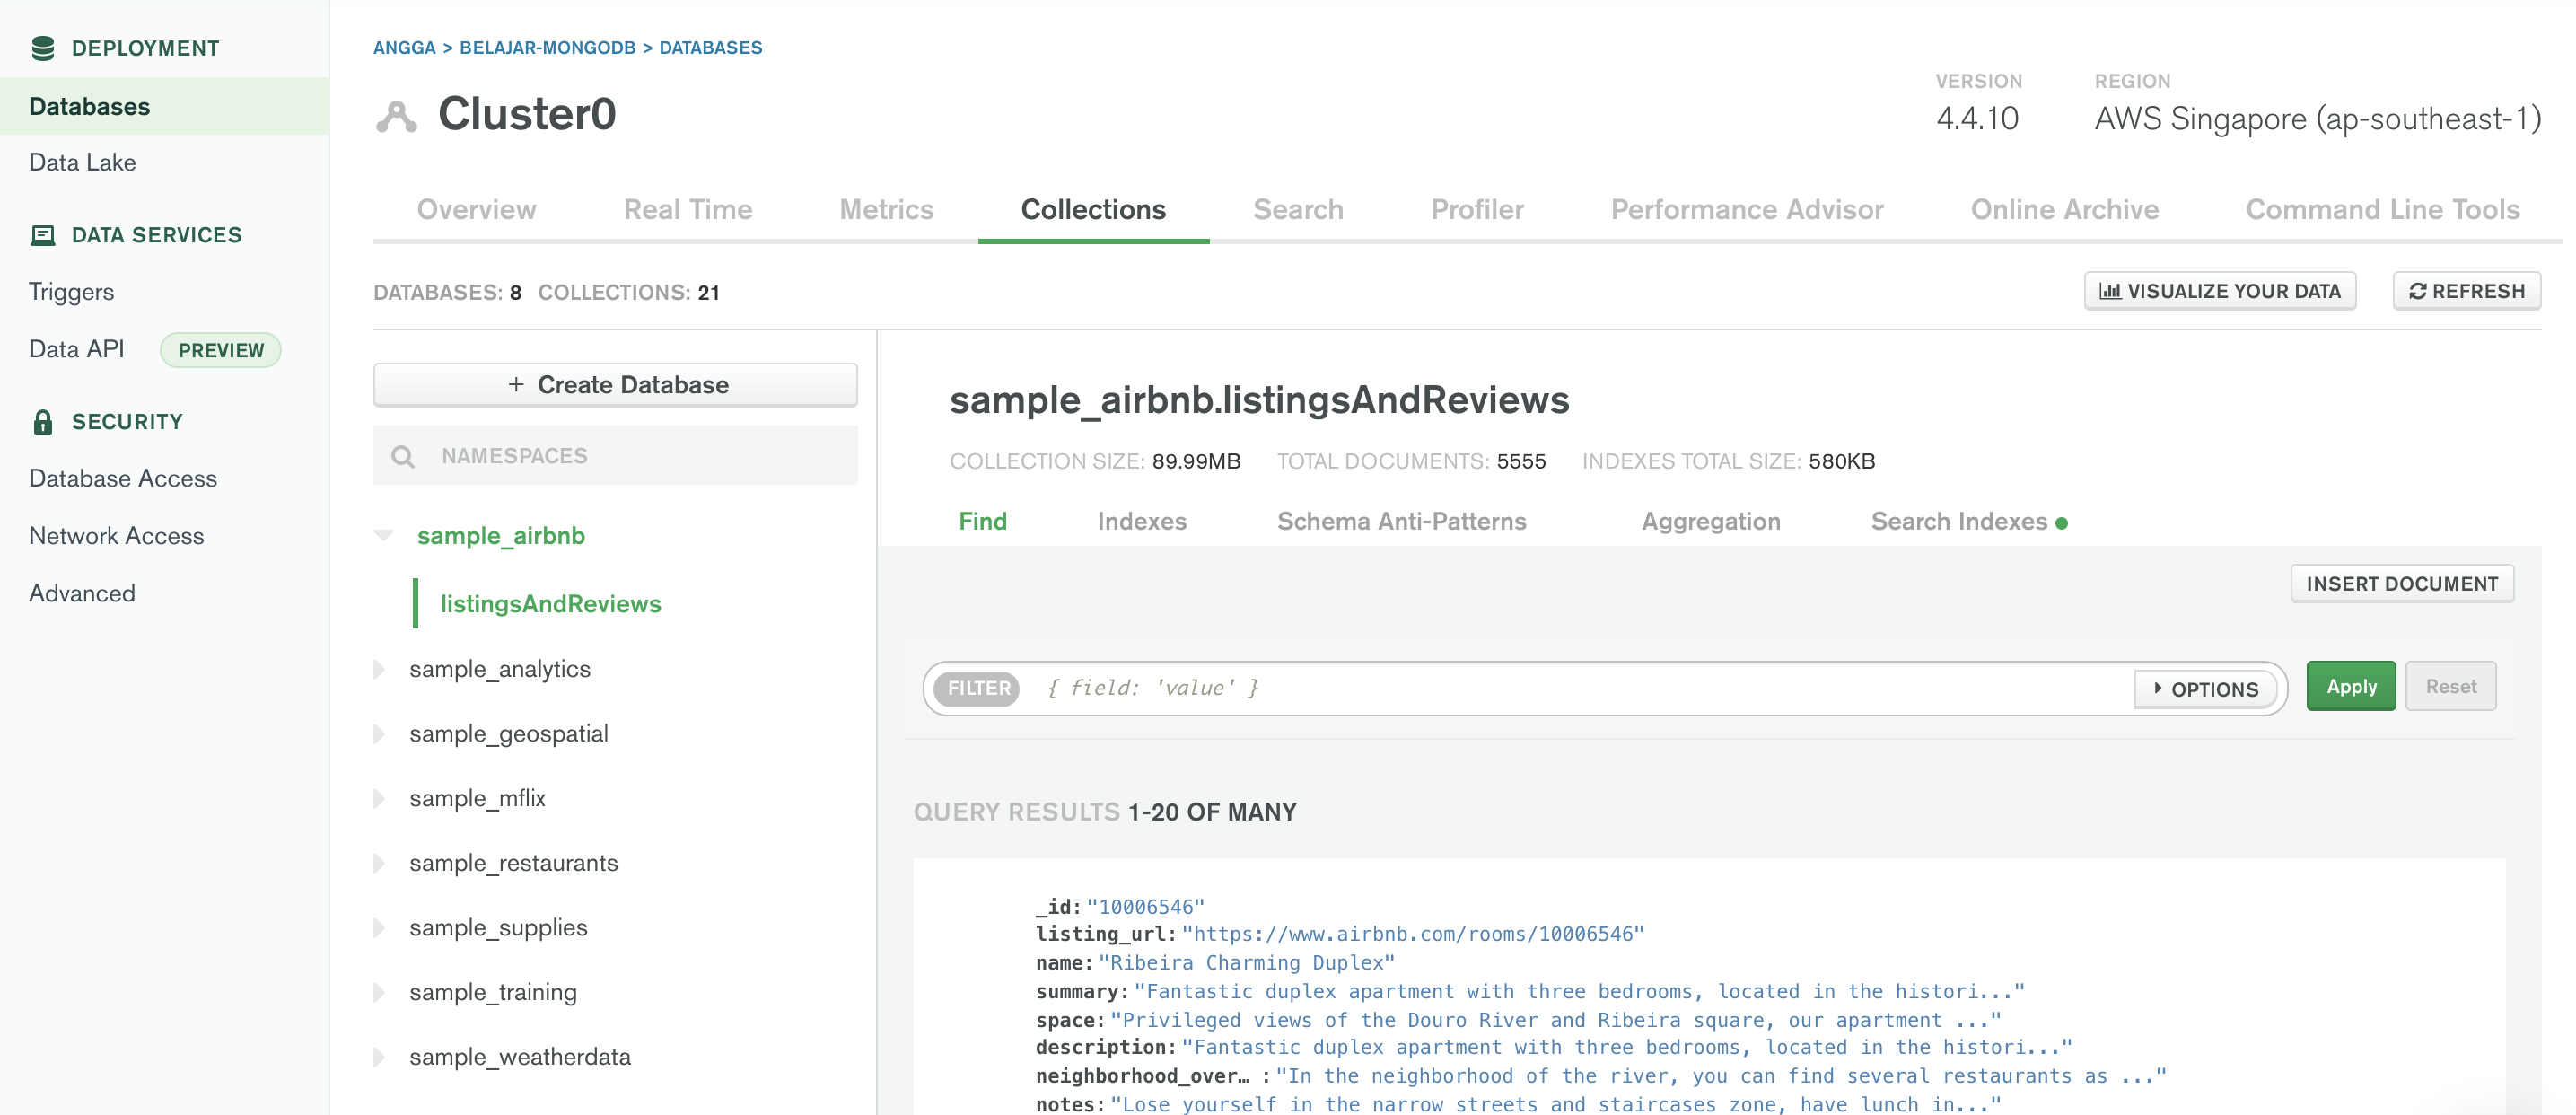 DEPLOYMENT
Databases
Data Lake
DATA SERVICES
Triggers
Data API PREVIEW
SECURITY
Database Access
Network Access
Advanced
ANGGA > BELAJAR-MONGODB > DATABASES
Cluster0
VERSION
4.4.10
REGION
AWS Singapore (ap-southeast-1)
Overview Real Time Metrics Collections Search Profiler Performance Advisor Online Archive Command Line Tools
DATABASES: 8 COLLECTIONS: 21
VISUALIZE YOUR DATA REFRESH
+ Create Database
NAMESPACES
sample_airbnb
listingsAndReviews
sample_analytics
sample_geospatial
sample_mflix
sample_restaurants
sample_supplies
sample_training
sample_weatherdata
sample_airbnb.listingsAndReviews
COLLECTION SIZE: 89.99MB TOTAL DOCUMENTS: 5555 INDEXES TOTAL SIZE: 580KB
Find Indexes Schema Anti-Patterns Aggregation Search Indexes
INSERT DOCUMENT
FILTER { field: 'value' } OPTIONS Apply Reset
QUERY RESULTS 1-20 OF MANY
_id: "10006546"
listing_url: "https://www.airbnb.com/rooms/10006546"
name: "Ribeira Charming Duplex"
summary: "Fantastic duplex apartment with three bedrooms, located in the histori..."
space: "Privileged views of the Douro River and Ribeira square, our apartment ..."
description: "Fantastic duplex apartment with three bedrooms, located in the histori..."
neighborhood_over… : "In the neighborhood of the river, you can find several restaurants as ..."
notes: "Lose yourself in the narrow streets and staircases zone, have lunch in..."